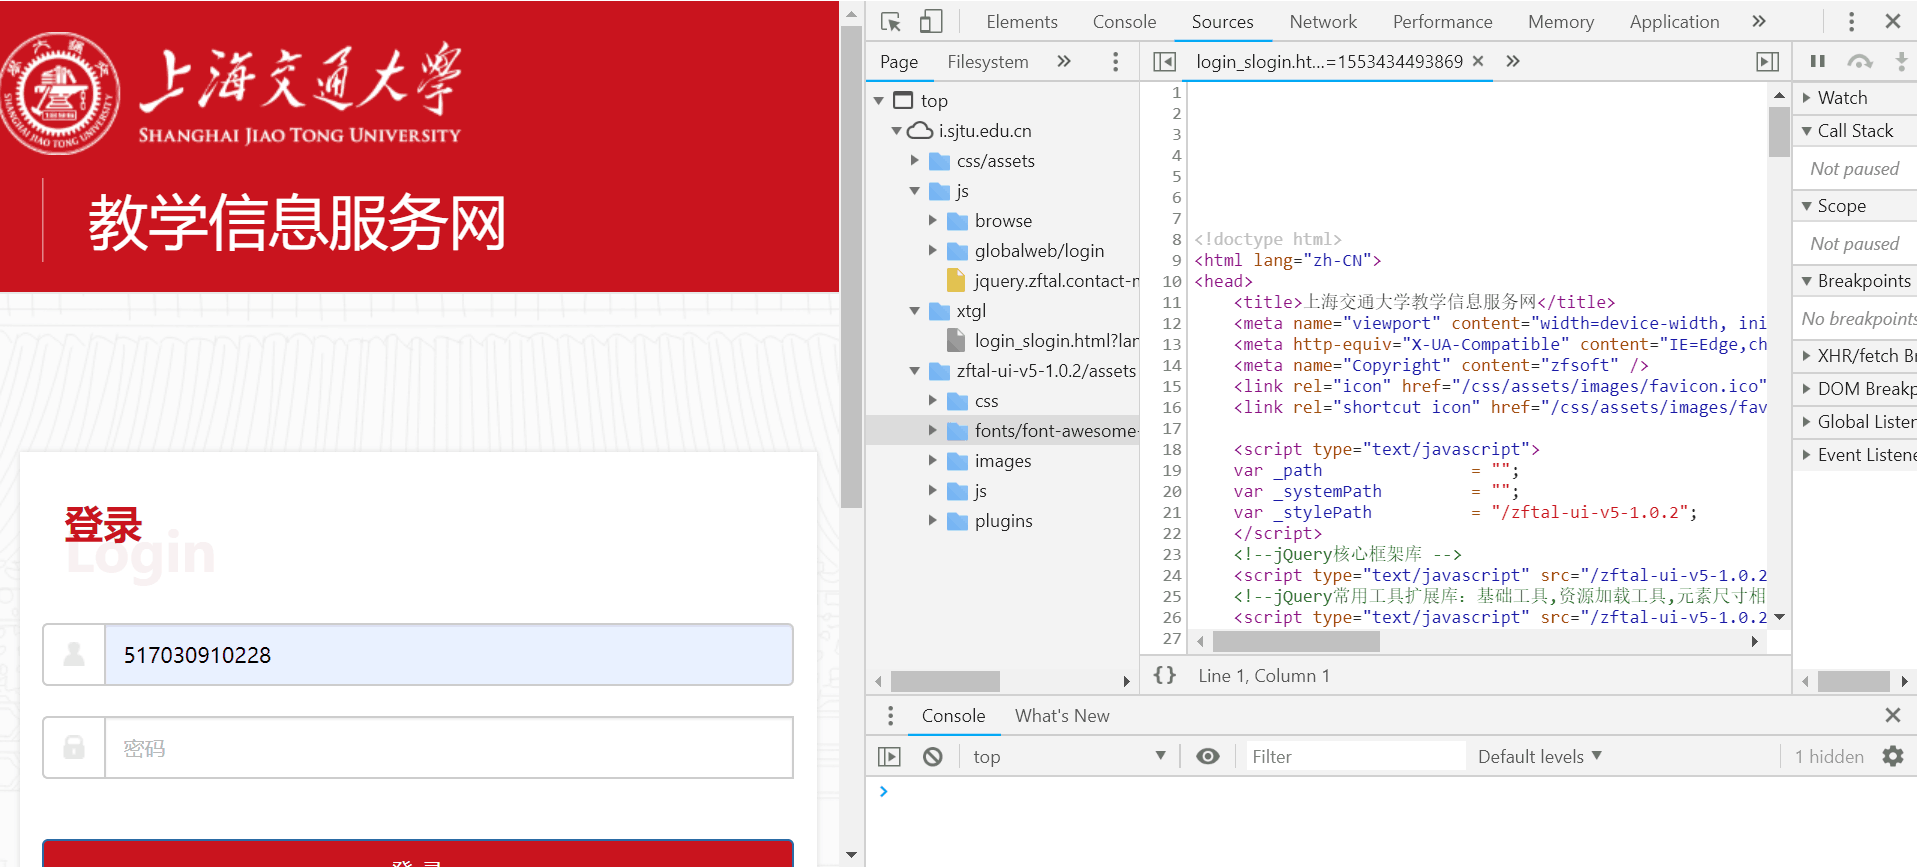 上海交通大学
SHANGHAI JIAO TONG UNIVERSITY
教学信息服务网
登录
Login
517030910228
密码
登 录
Elements Console Sources Network Performance Memory Application »
Page Filesystem »
login_slogin.ht...=1553434493869 × »
top
i.sjtu.edu.cn
css/assets
js
browse
globalweb/login
jquery.zftal.contact-m
xtgl
login_slogin.html?lan
zftal-ui-v5-1.0.2/assets
css
fonts/font-awesome-
images
js
plugins
1
2
3
4
5
6
7
8 <!doctype html>
9 <html lang="zh-CN">
10 <head>
11 <title>上海交通大学教学信息服务网</title>
12 <meta name="viewport" content="width=device-width, ini
13 <meta http-equiv="X-UA-Compatible" content="IE=Edge,ch
14 <meta name="Copyright" content="zfsoft" />
15 <link rel="icon" href="/css/assets/images/favicon.ico"
16 <link rel="shortcut icon" href="/css/assets/images/fav
17
18 <script type="text/javascript">
19 var _path = "";
20 var _systemPath = "";
21 var _stylePath = "/zftal-ui-v5-1.0.2";
22 </script>
23 <!--jQuery核心框架库 -->
24 <script type="text/javascript" src="/zftal-ui-v5-1.0.2
25 <!--jQuery常用工具扩展库：基础工具,资源加载工具,元素尺寸相
26 <script type="text/javascript" src="/zftal-ui-v5-1.0.2
27
{} Line 1, Column 1
Watch
Call Stack
Not paused
Scope
Not paused
Breakpoints
No breakpoints
XHR/fetch Br
DOM Breakp
Global Listen
Event Listene
Console What's New
top Filter Default levels 1 hidden